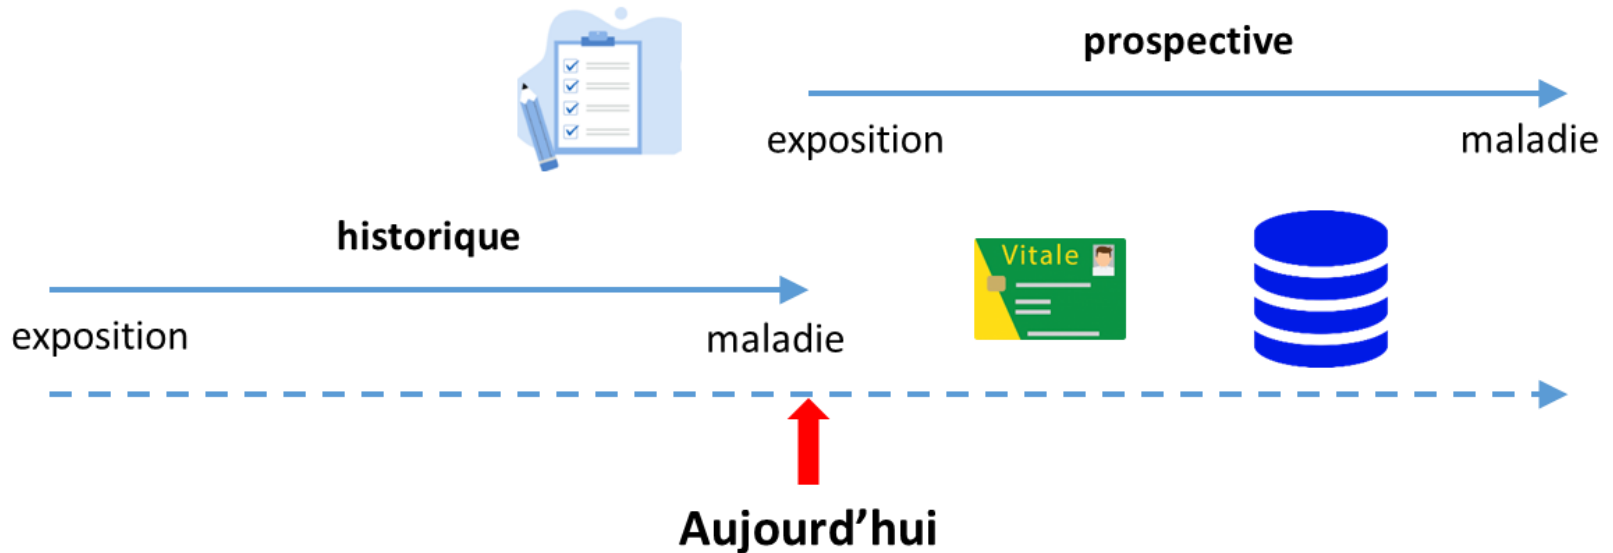 prospective
exposition
maladie
historique
Vitale
exposition
maladie
Aujourd’hui